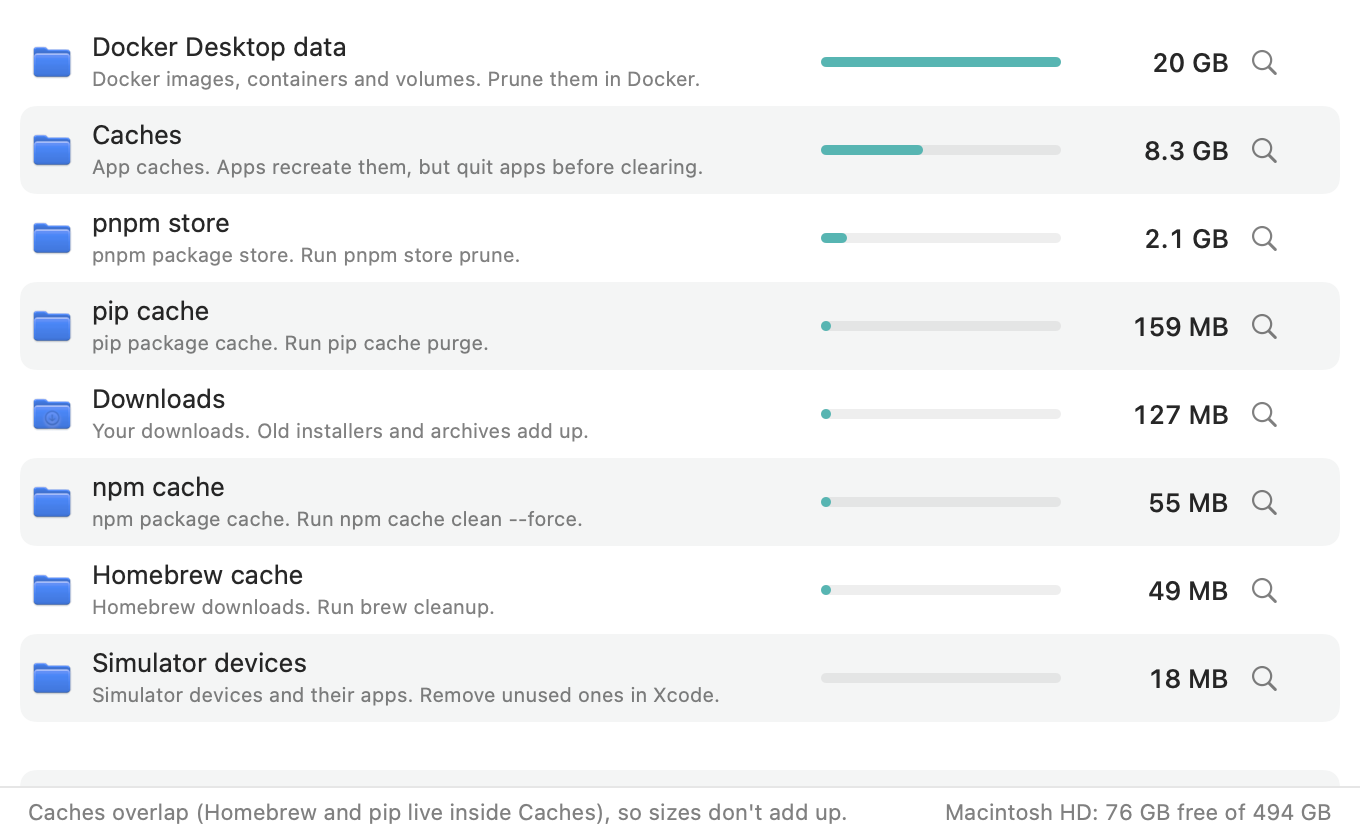 Docker Desktop data
Docker images, containers and volumes. Prune them in Docker.
20 GB
Caches
App caches. Apps recreate them, but quit apps before clearing.
8.3 GB
pnpm store
pnpm package store. Run pnpm store prune.
2.1 GB
pip cache
pip package cache. Run pip cache purge.
159 MB
Downloads
Your downloads. Old installers and archives add up.
127 MB
npm cache
npm package cache. Run npm cache clean --force.
55 MB
Homebrew cache
Homebrew downloads. Run brew cleanup.
49 MB
Simulator devices
Simulator devices and their apps. Remove unused ones in Xcode.
18 MB
Caches overlap (Homebrew and pip live inside Caches), so sizes don't add up.
Macintosh HD: 76 GB free of 494 GB